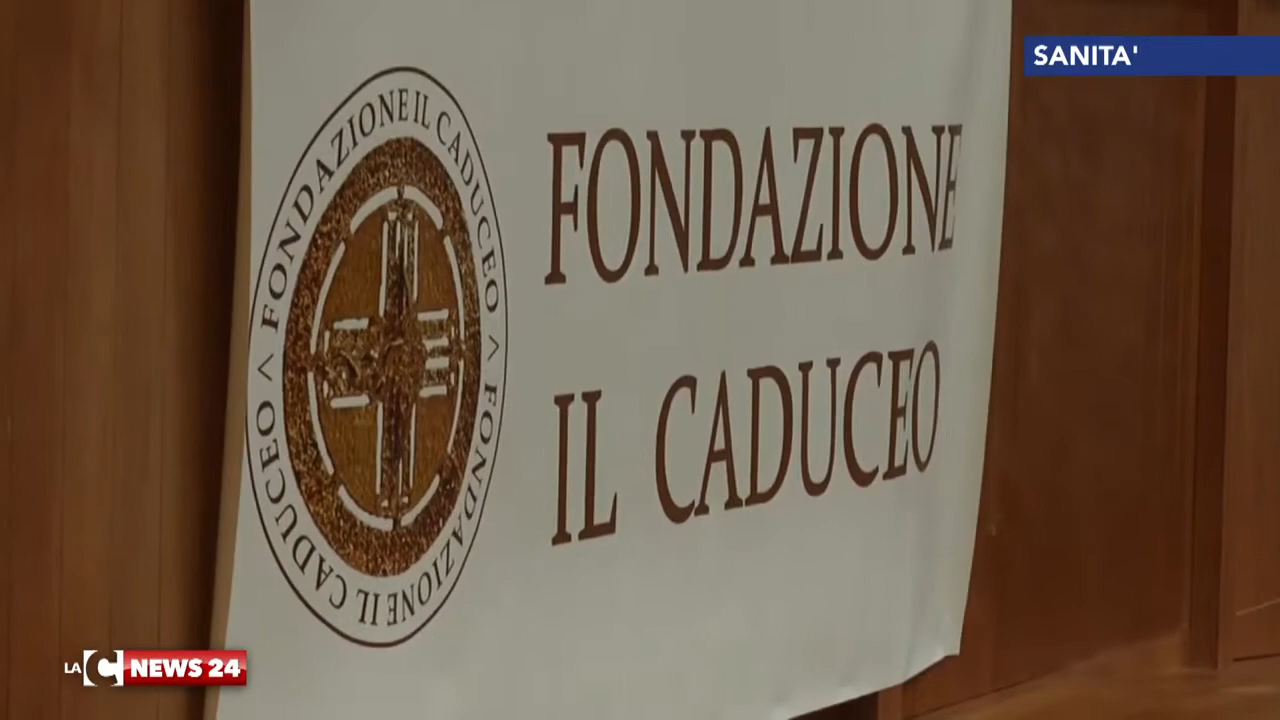 SANITA'
FONDAZIONE IL CADUCEO ^ FONDAZIONE IL CADUCEO ^
FONDAZIONE
IL CADUCEO
LA C NEWS 24